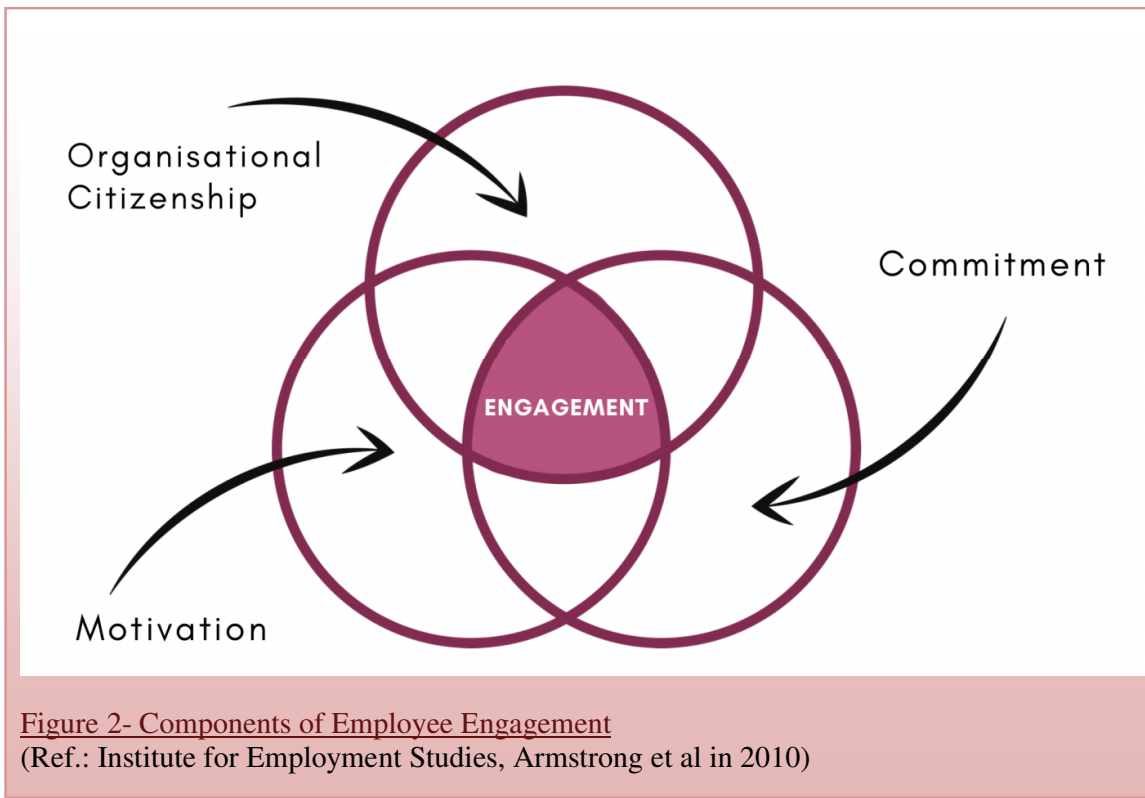 Organisational
Citizenship
Commitment
ENGAGEMENT
Motivation
Figure 2- Components of Employee Engagement
(Ref.: Institute for Employment Studies, Armstrong et al in 2010)